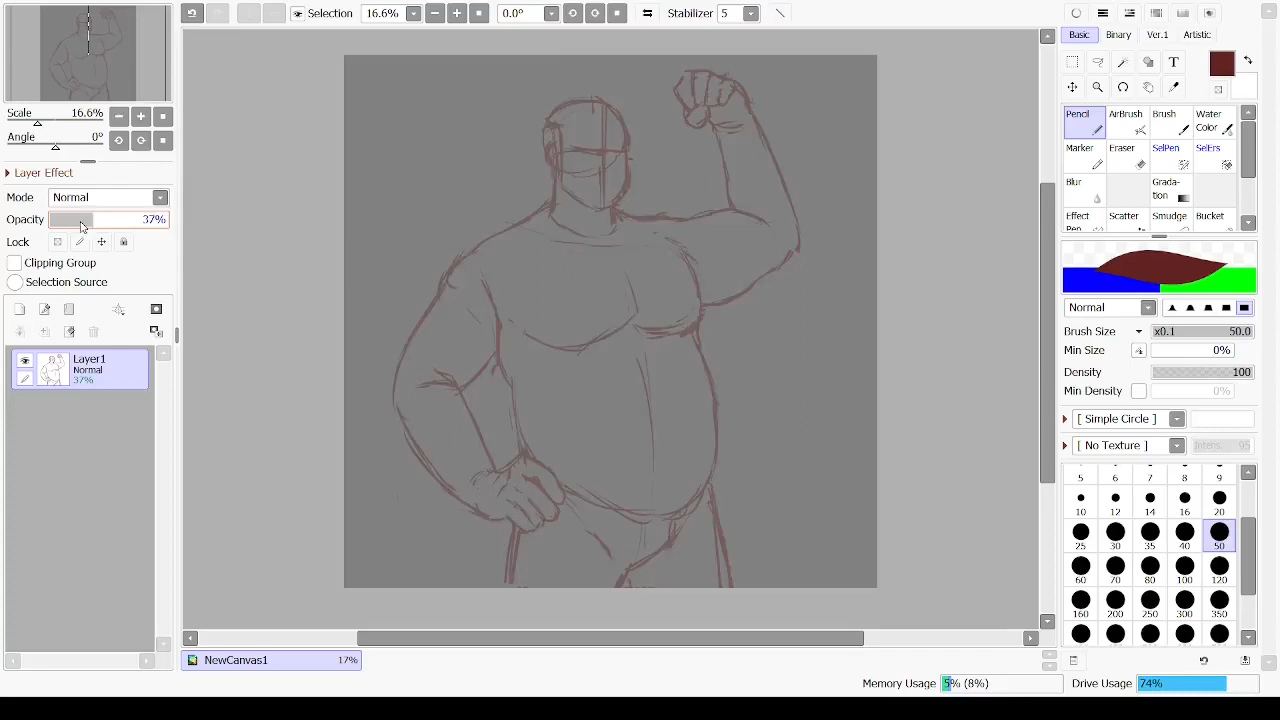 Selection 16.6% 0.0° Stabilizer 5
Scale 16.6%
Angle 0°
Layer Effect
Mode Normal
Opacity 37%
Lock
Clipping Group
Selection Source
Layer1
Normal
37%
NewCanvas1 17%
Memory Usage 5% (8%) Drive Usage 74%
Basic Binary Ver.1 Artistic
T
Pencil AirBrush Brush Water Color
Marker Eraser SelPen SelErs
Blur Grada-tion
Effect Pen Scatter Smudge Bucket
Normal
Brush Size x0.1 50.0
Min Size 0%
Density 100
Min Density 0%
[ Simple Circle ]
[ No Texture ] Intens. 95
5 6 7 8 9
10 12 14 16 20
25 30 35 40 50
60 70 80 100 120
160 200 250 300 350